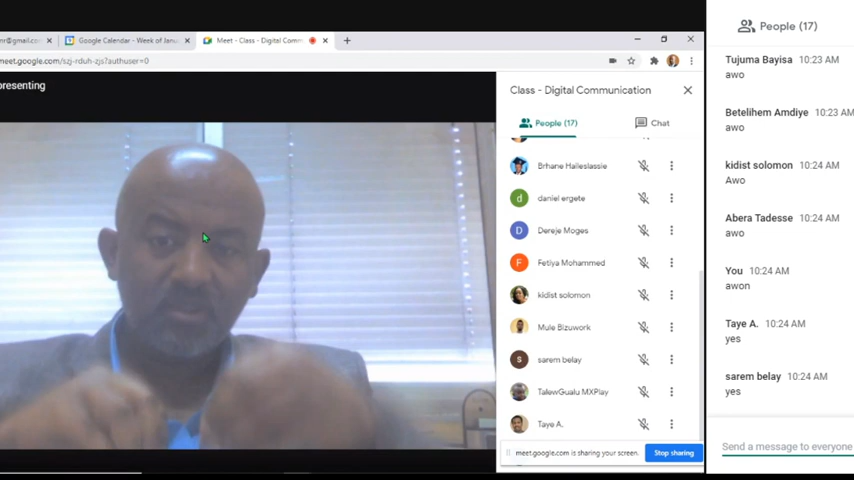 People (17)
mr@gmail.co
Google Calendar - Week of Janu
Meet - Class - Digital Comm
meet.google.com/szj-rduh-zjs?authuser=0
presenting
Class - Digital Communication
People (17)
Chat
Brhane Haileslassie
d daniel ergete
D Dereje Moges
F Fetiya Mohammed
kidist solomon
Mule Bizuwork
s sarem belay
TalewGualu MXPlay
Taye A.
meet.google.com is sharing your screen.
Stop sharing
Tujuma Bayisa 10:23 AM
awo
Betelihem Amdiye 10:23 AM
awo
kidist solomon 10:24 AM
Awo
Abera Tadesse 10:24 AM
awo
You 10:24 AM
awon
Taye A. 10:24 AM
yes
sarem belay 10:24 AM
yes
Send a message to everyone